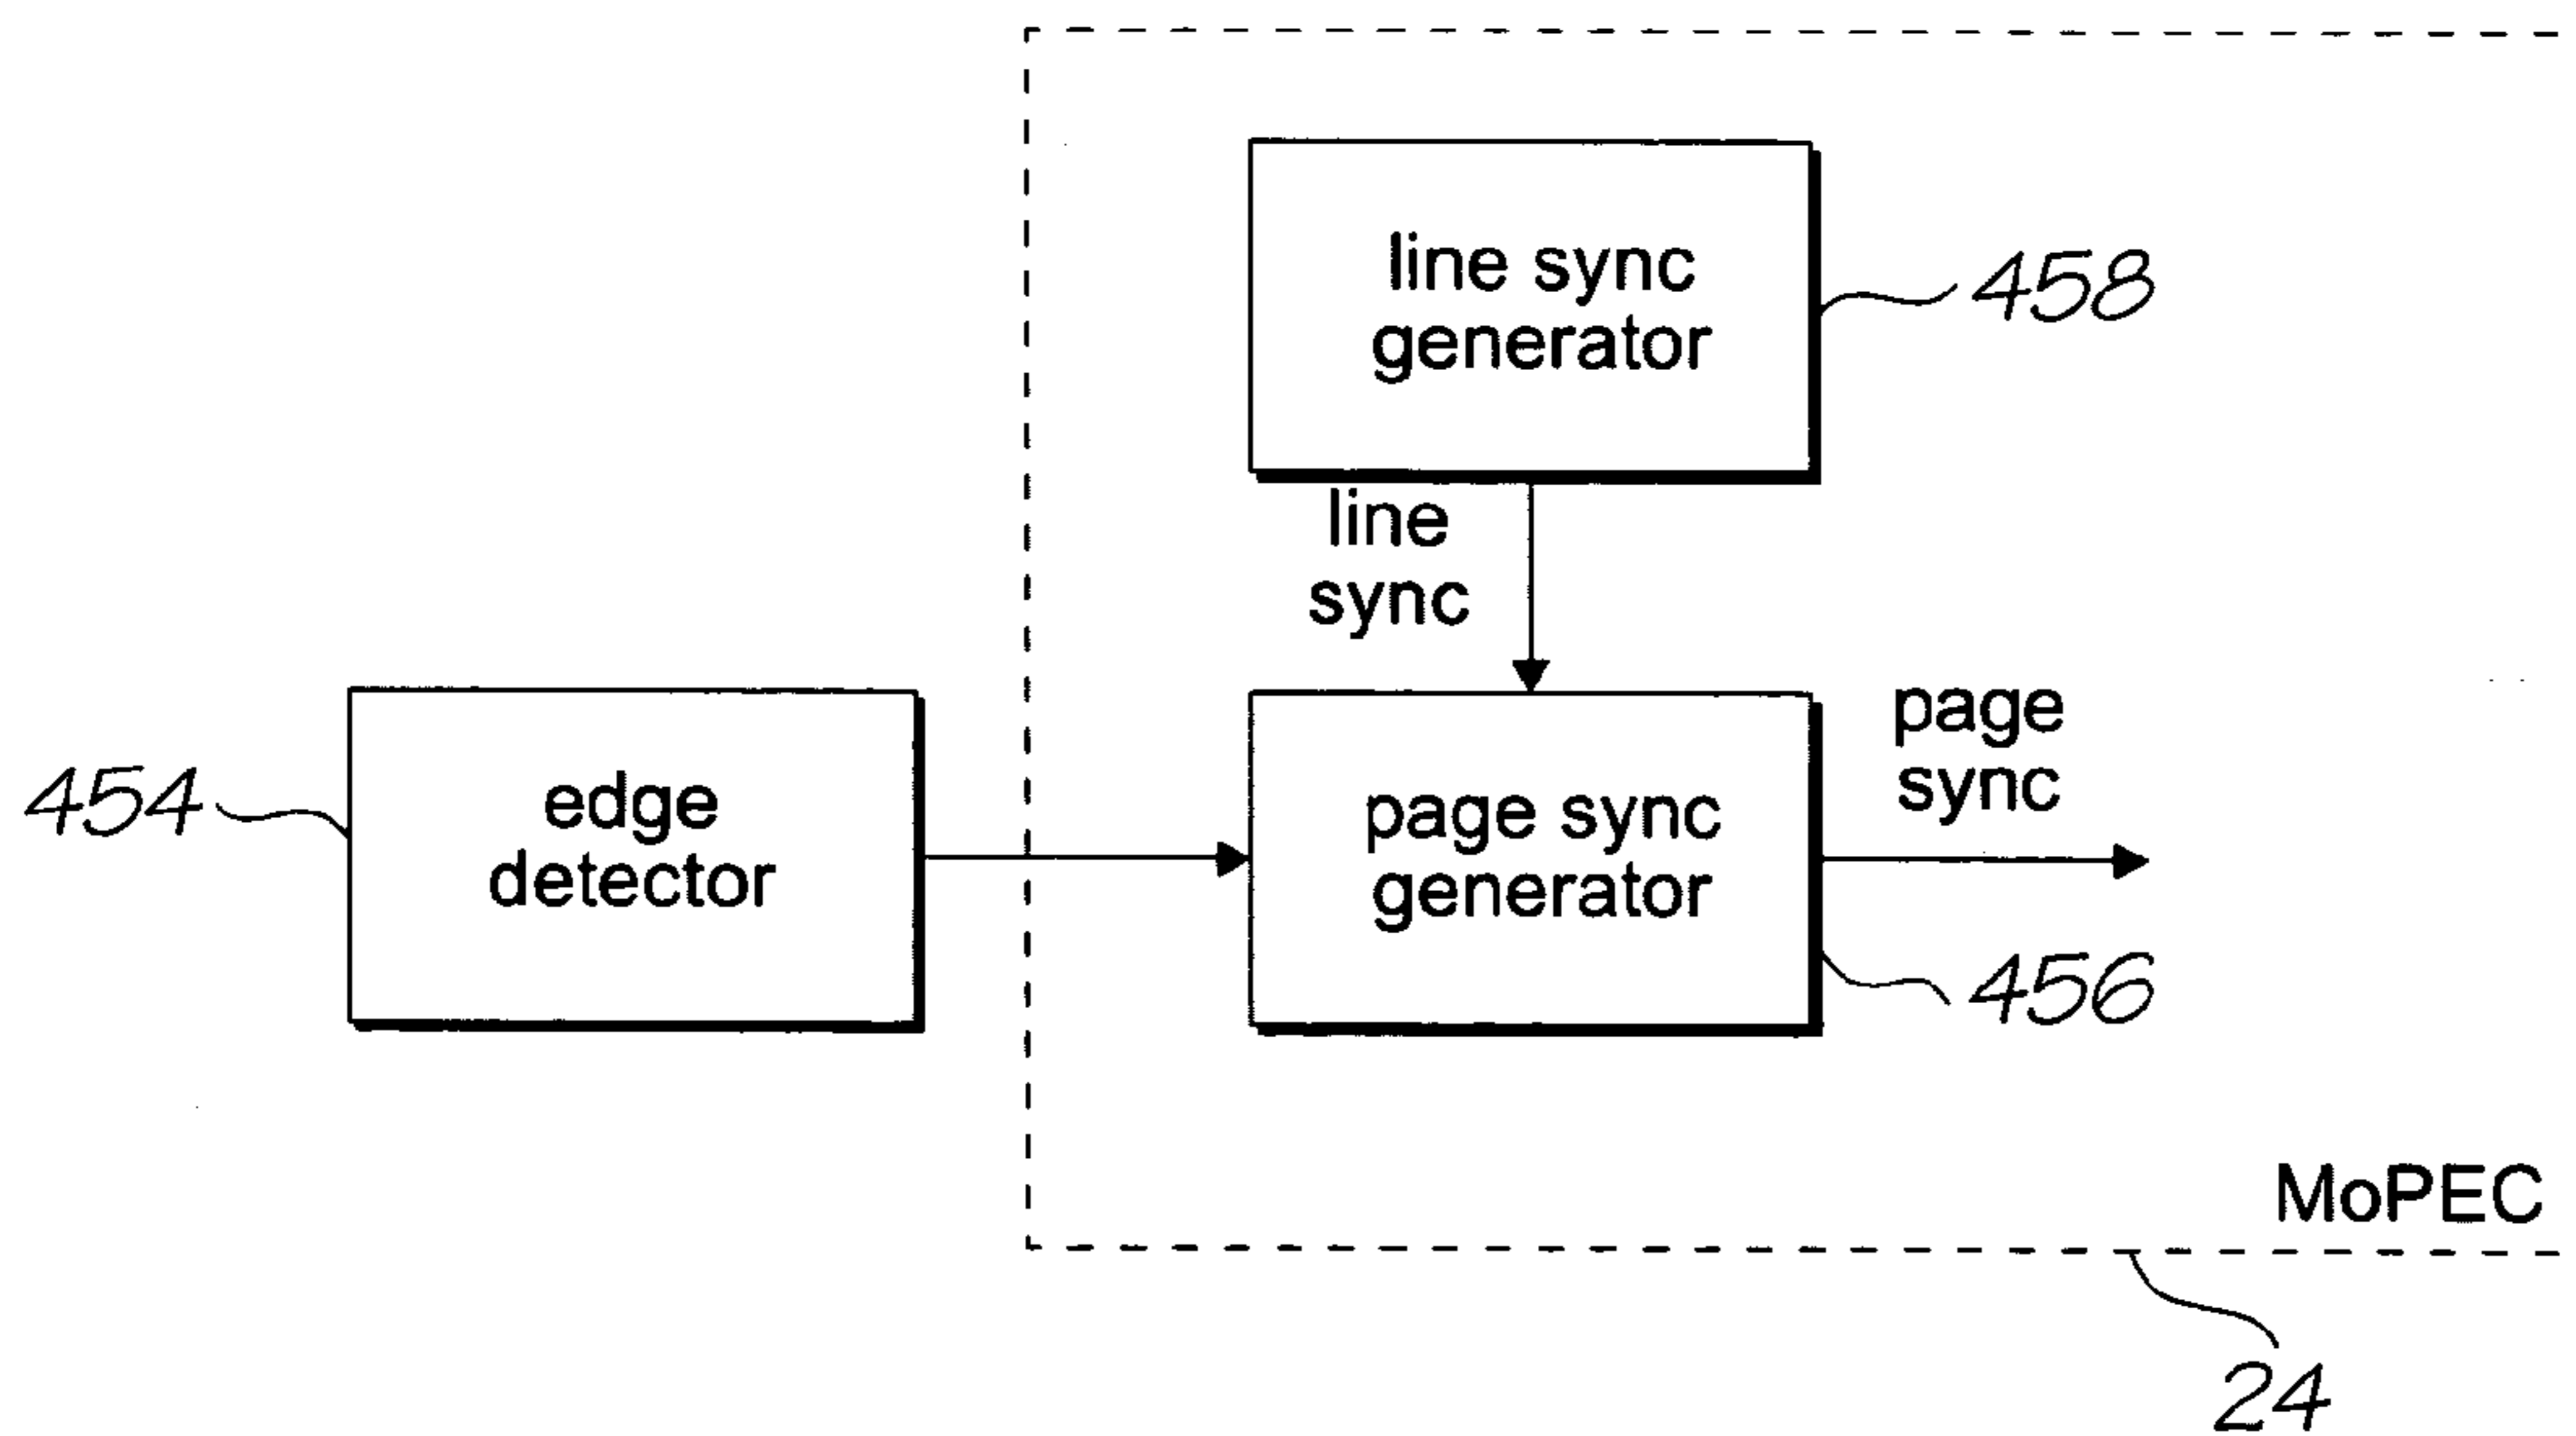 line sync
generator
458
line
sync
454
edge
detector
page sync
generator
page
sync
456
MoPEC
24